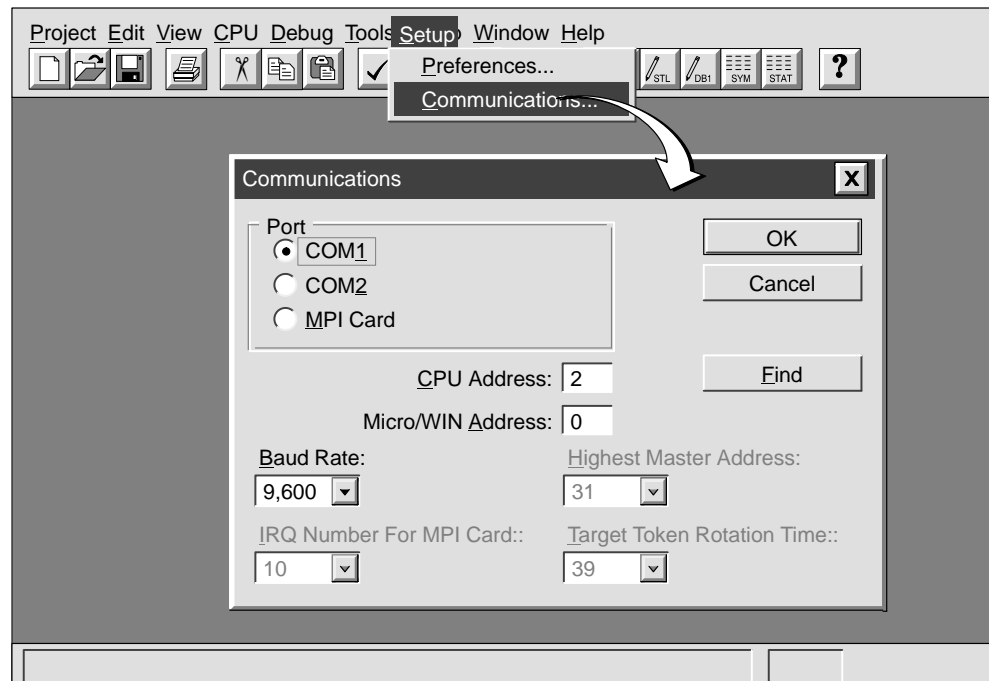 Project Edit View CPU Debug Tools Setup Window Help
Preferences...
STL DB1 SYM STAT ?
Communications...
Communications X
Port
COM1
COM2
MPI Card
OK
Cancel
CPU Address: 2
Find
Micro/WIN Address: 0
Baud Rate:
9,600
Highest Master Address:
31
IRQ Number For MPI Card::
10
Target Token Rotation Time::
39